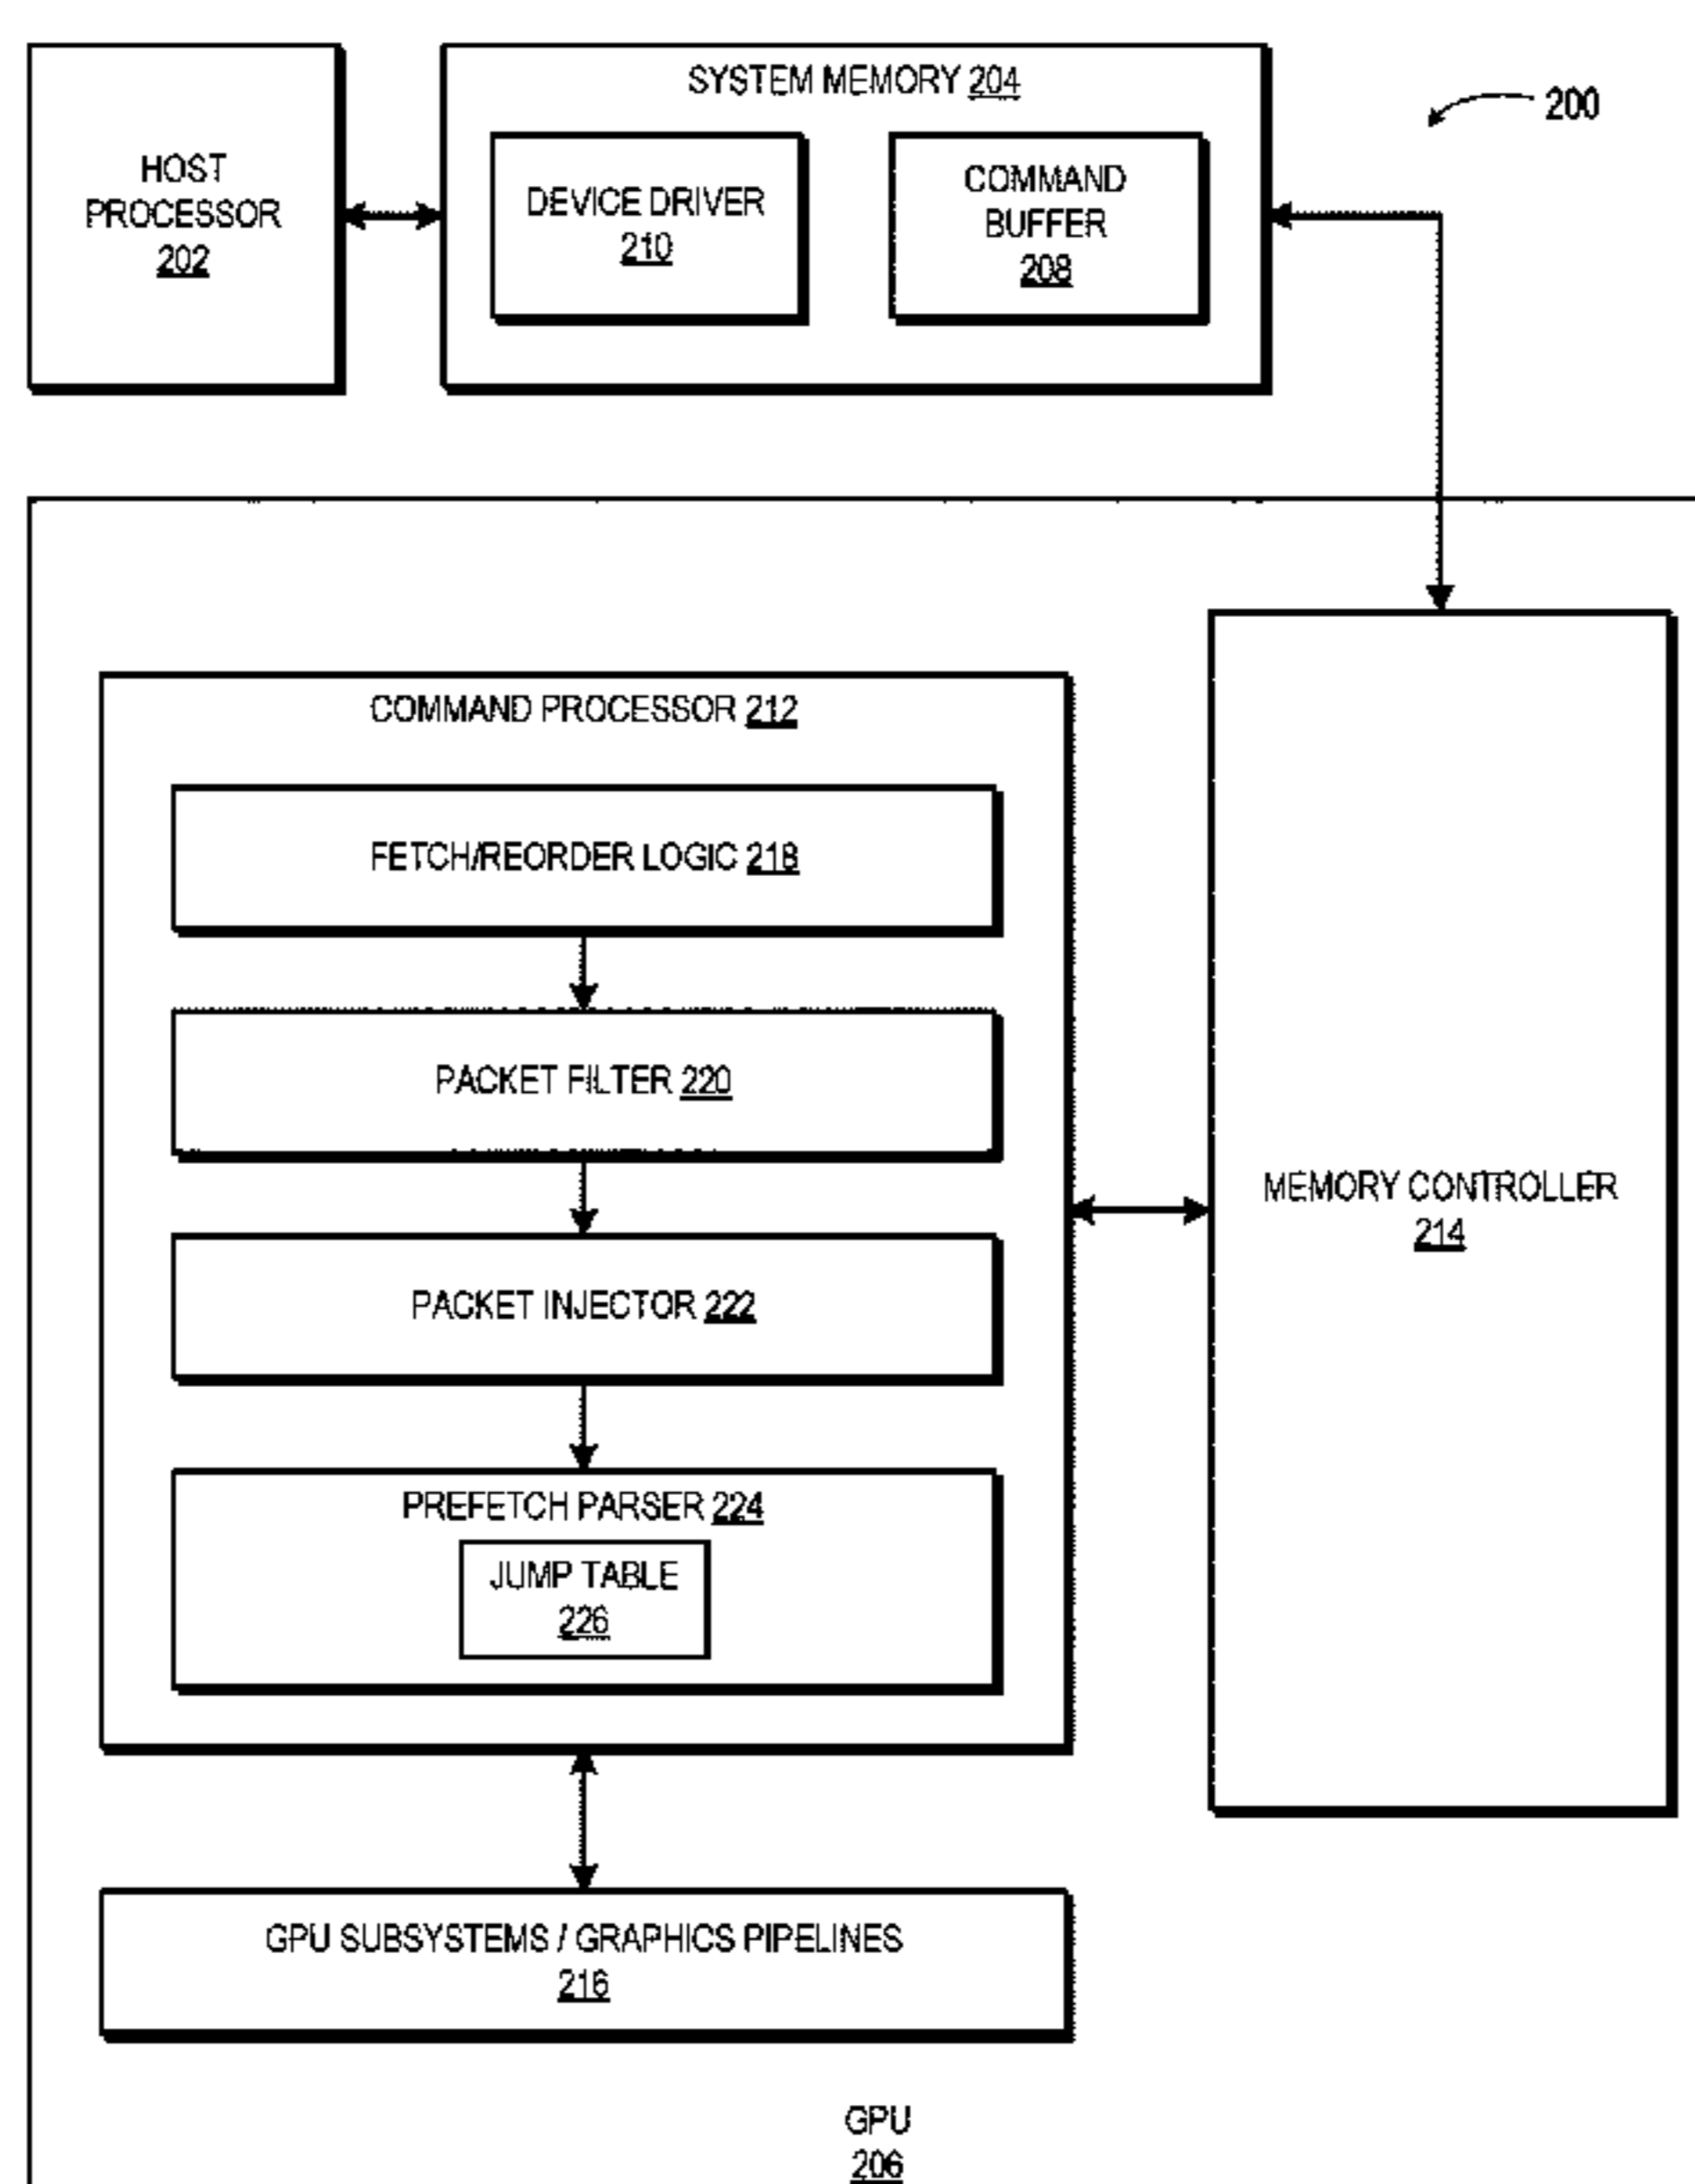 SYSTEM MEMORY 204
200
HOST
PROCESSOR
202
DEVICE DRIVER
210
COMMAND
BUFFER
208
COMMAND PROCESSOR 212
FETCH/REORDER LOGIC 218
PACKET FILTER 220
PACKET INJECTOR 222
PREFETCH PARSER 224
JUMP TABLE
226
MEMORY CONTROLLER
214
GPU SUBSYSTEMS / GRAPHICS PIPELINES
216
GPU
206